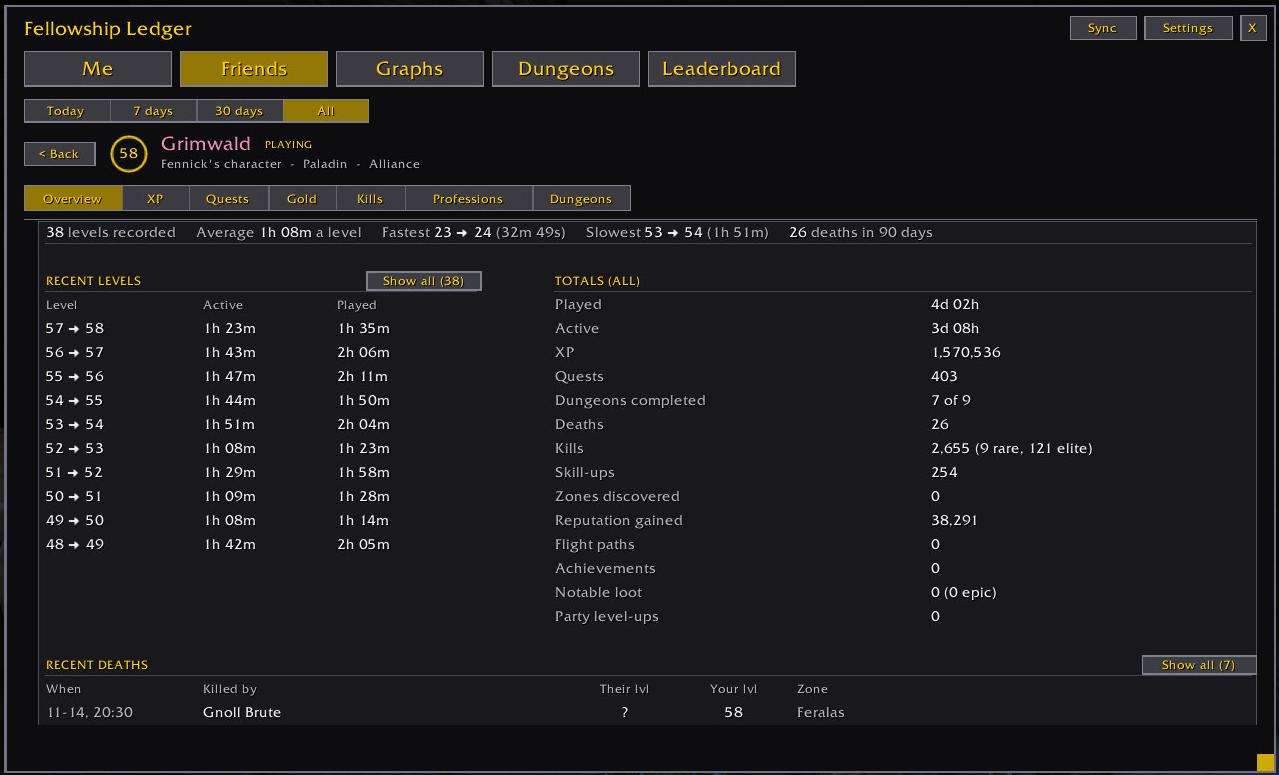 Fellowship Ledger
Sync Settings X
Me Friends Graphs Dungeons Leaderboard
Today 7 days 30 days All
< Back 58 Grimwald PLAYING
Fennick's character - Paladin - Alliance
Overview XP Quests Gold Kills Professions Dungeons
38 levels recorded Average 1h 08m a level Fastest 23 → 24 (32m 49s) Slowest 53 → 54 (1h 51m) 26 deaths in 90 days
RECENT LEVELS Show all (38)
Level Active Played
57 → 58 1h 23m 1h 35m
56 → 57 1h 43m 2h 06m
55 → 56 1h 47m 2h 11m
54 → 55 1h 44m 1h 50m
53 → 54 1h 51m 2h 04m
52 → 53 1h 08m 1h 23m
51 → 52 1h 29m 1h 58m
50 → 51 1h 09m 1h 28m
49 → 50 1h 08m 1h 14m
48 → 49 1h 42m 2h 05m
TOTALS (ALL)
Played 4d 02h
Active 3d 08h
XP 1,570,536
Quests 403
Dungeons completed 7 of 9
Deaths 26
Kills 2,655 (9 rare, 121 elite)
Skill-ups 254
Zones discovered 0
Reputation gained 38,291
Flight paths 0
Achievements 0
Notable loot 0 (0 epic)
Party level-ups 0
RECENT DEATHS Show all (7)
When Killed by Their lvl Your lvl Zone
11-14, 20:30 Gnoll Brute ? 58 Feralas